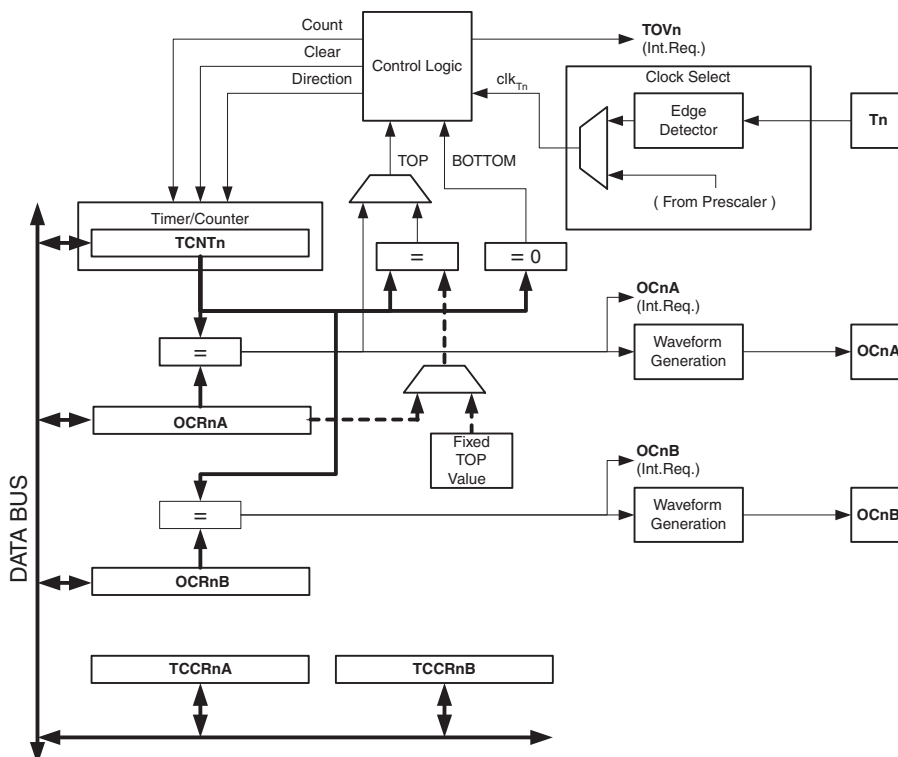 Count
Clear
Direction
Control Logic
TOVn
(Int.Req.)
clkTn
Clock Select
Edge
Detector
Tn
( From Prescaler )
TOP
BOTTOM
Timer/Counter
TCNTn
=
= 0
OCnA
(Int.Req.)
=
Waveform
Generation
OCnA
OCRnA
Fixed
TOP
Value
OCnB
(Int.Req.)
=
Waveform
Generation
OCnB
OCRnB
DATA BUS
TCCRnA
TCCRnB